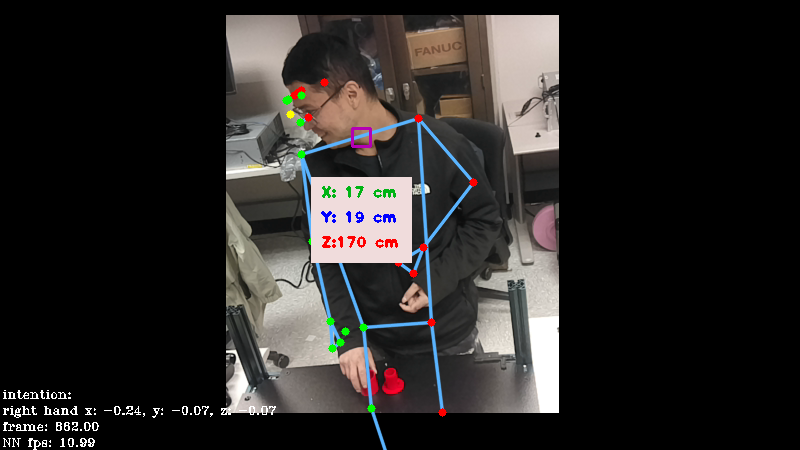 FANUC
X: 17 cm
Y: 19 cm
Z:170 cm
intention:
right hand x: -0.24, y: -0.07, z: -0.07
frame: 862.00
NN fps: 10.99